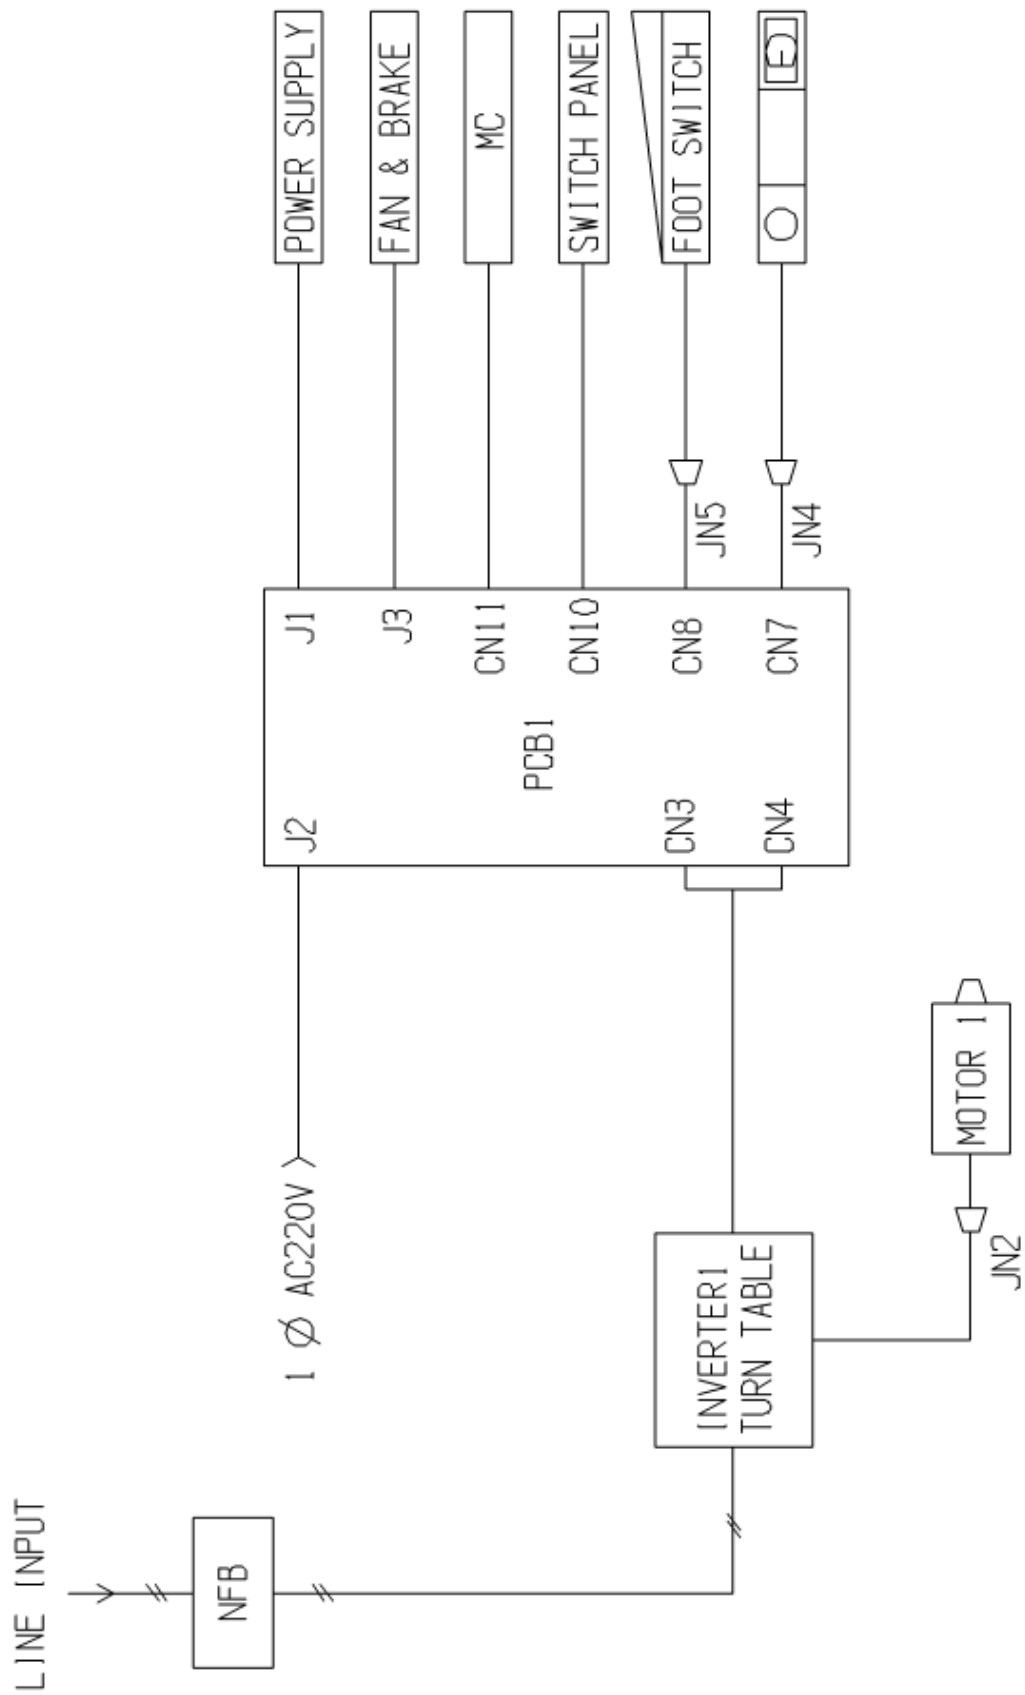 LINE INPUT
NFB
1 Ø AC220V
INVERTER1
TURN TABLE
JN2
MOTOR 1
PCB1
J2
CN3
CN4
J1
J3
CN11
CN10
CN8
CN7
JN5
JN4
POWER SUPPLY
FAN & BRAKE
MC
SWITCH PANEL
FOOT SWITCH